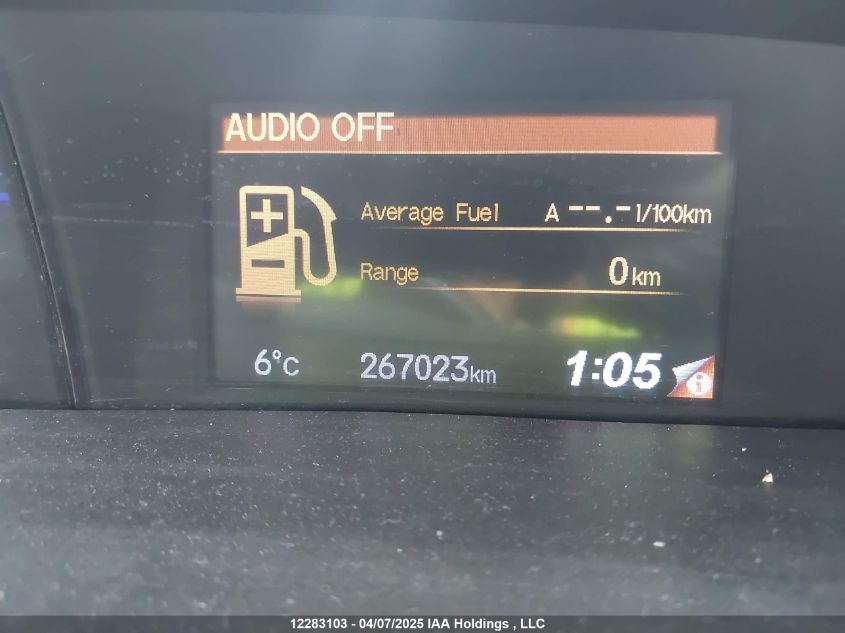 AUDIO OFF
Average Fuel A --.-l/100km
Range 0km
6°C 267023km 1:05
12283103 - 04/07/2025 IAA Holdings , LLC